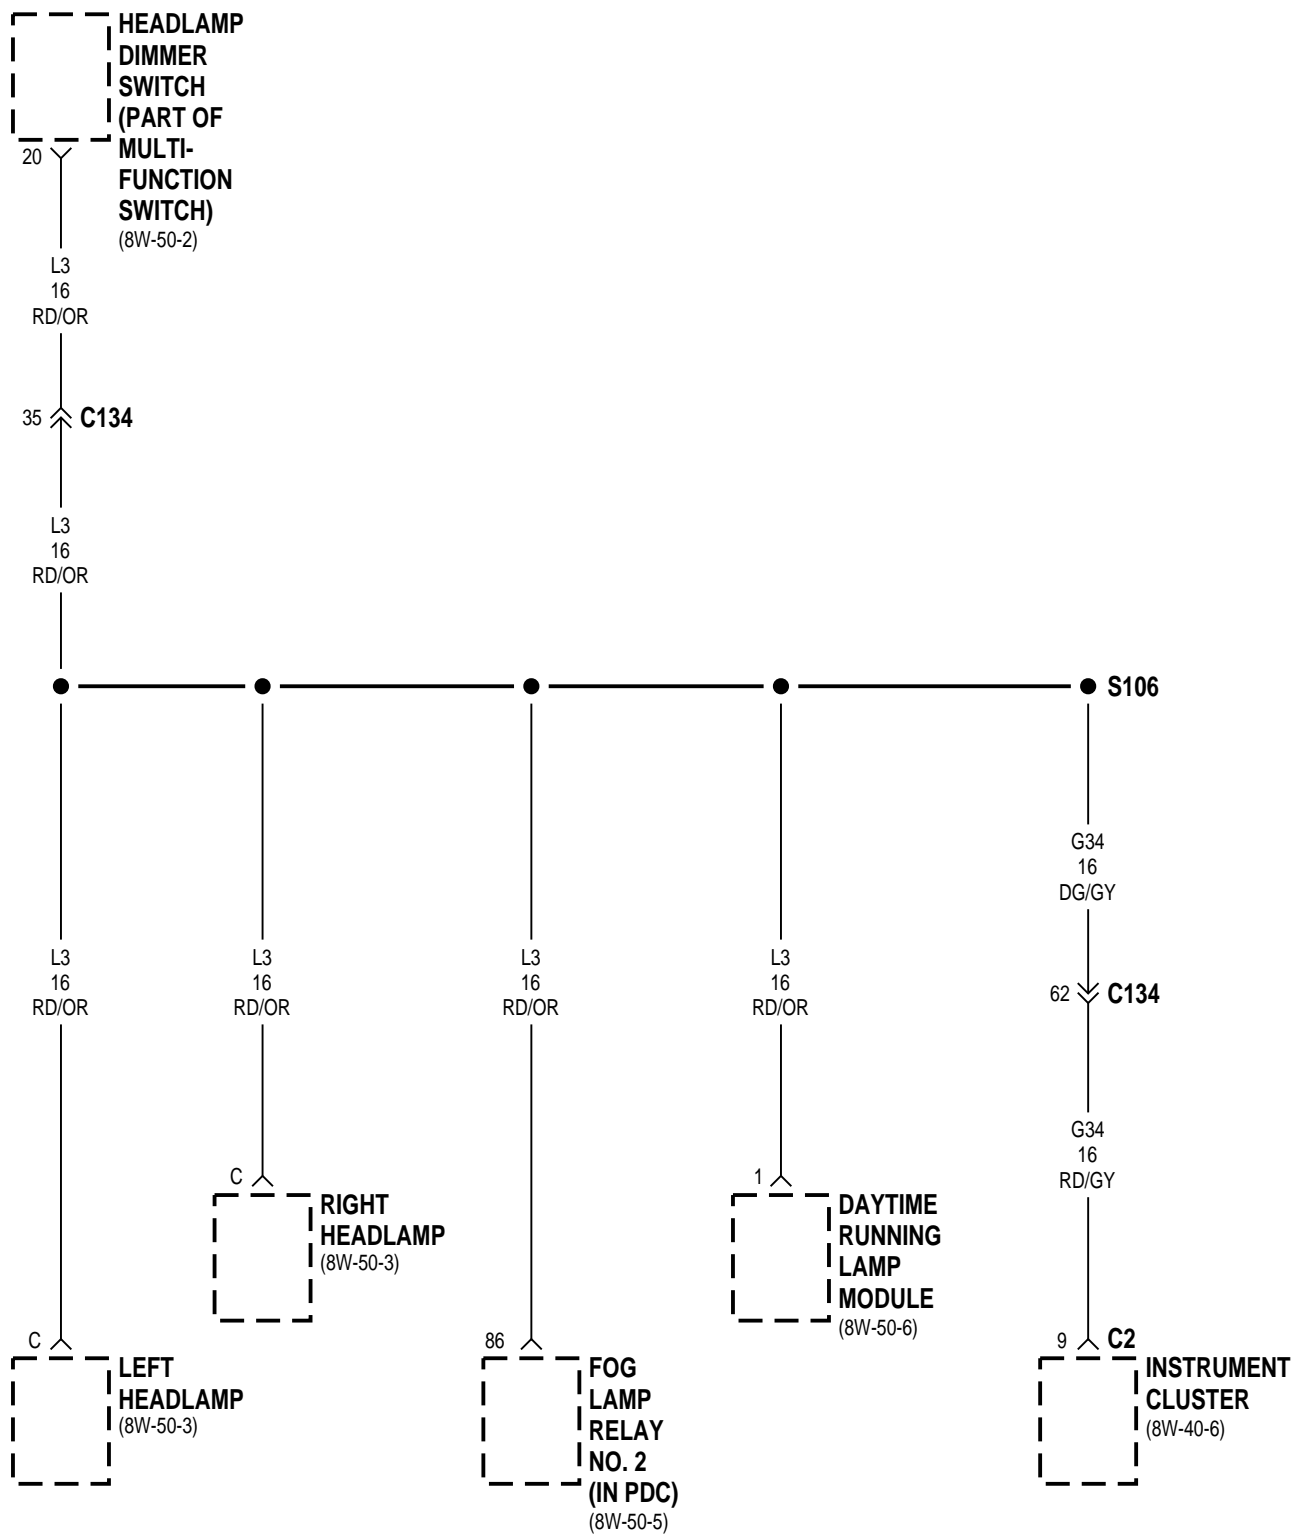 HEADLAMP
DIMMER
SWITCH
(PART OF
MULTI-
FUNCTION
SWITCH)
(8W-50-2)
20
L3
16
RD/OR
35
C134
L3
16
RD/OR
S106
G34
16
DG/GY
L3
16
RD/OR
L3
16
RD/OR
L3
16
RD/OR
L3
16
RD/OR
62
C134
G34
16
RD/GY
C
RIGHT
HEADLAMP
(8W-50-3)
1
DAYTIME
RUNNING
LAMP
MODULE
(8W-50-6)
C
LEFT
HEADLAMP
(8W-50-3)
86
FOG
LAMP
RELAY
NO. 2
(IN PDC)
(8W-50-5)
9
C2
INSTRUMENT
CLUSTER
(8W-40-6)